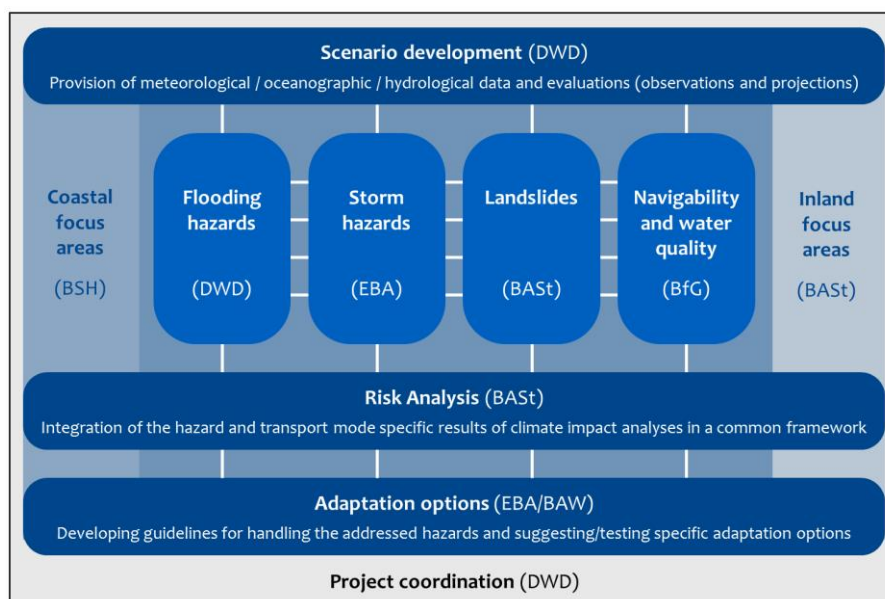 Scenario development (DWD)
Provision of meteorological / oceanographic / hydrological data and evaluations (observations and projections)
Coastal
focus
areas
(BSH)
Flooding
hazards
(DWD)
Storm
hazards
(EBA)
Landslides
(BASt)
Navigability
and water
quality
(BfG)
Inland
focus
areas
(BASt)
Risk Analysis (BASt)
Integration of the hazard and transport mode specific results of climate impact analyses in a common framework
Adaptation options (EBA/BAW)
Developing guidelines for handling the addressed hazards and suggesting/testing specific adaptation options
Project coordination (DWD)